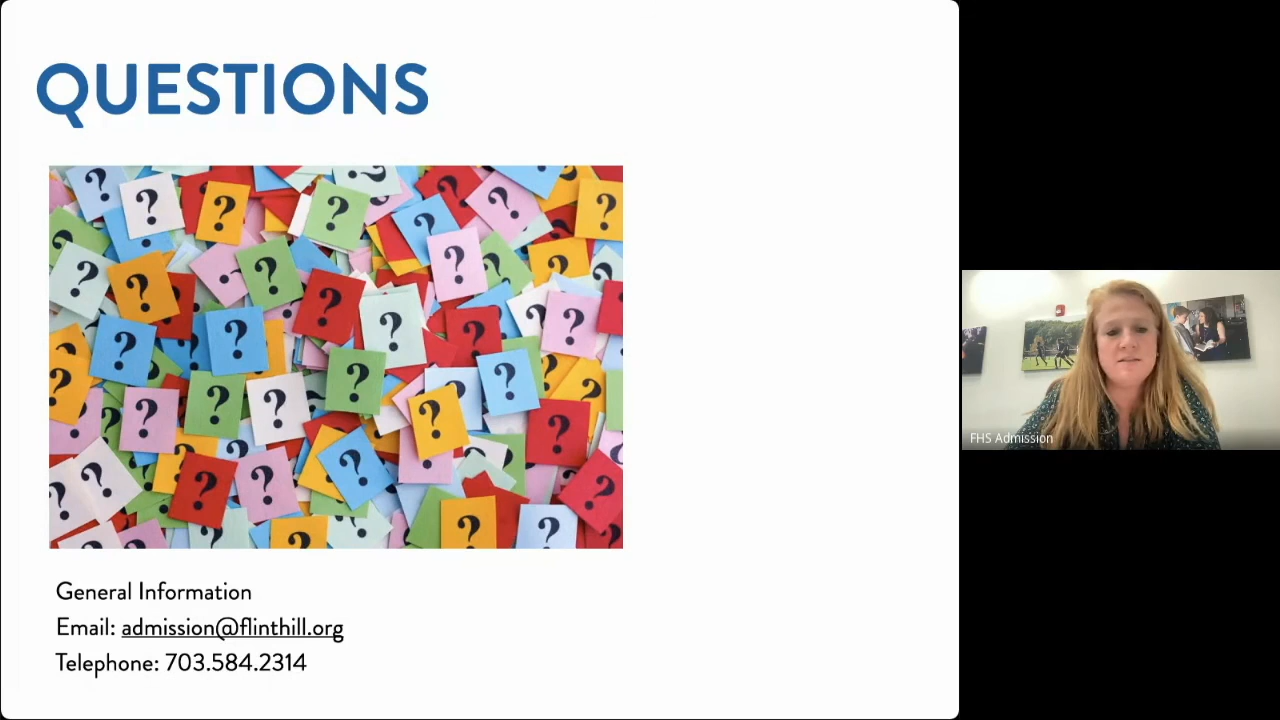 QUESTIONS
General Information
Email: admission@flinthill.org
Telephone: 703.584.2314
FHS Admission